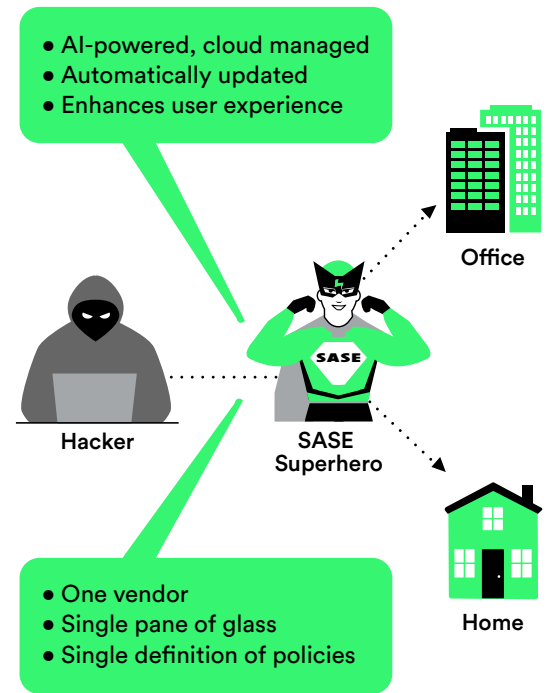 • AI-powered, cloud managed
• Automatically updated
• Enhances user experience
Office
SASE
Hacker
SASE
Superhero
Home
• One vendor
• Single pane of glass
• Single definition of policies